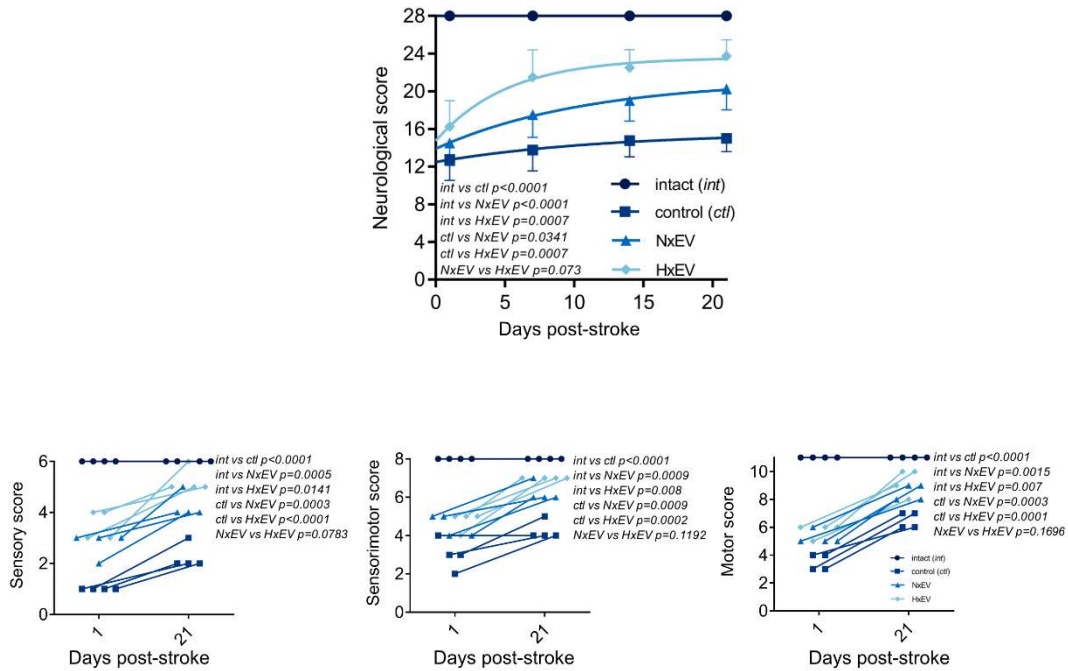 28
24
20
16
12
8
4
0
Neurological score
int vs ctl p<0.0001
int vs NxEV p<0.0001
int vs HxEV p=0.0007
ctl vs NxEV p=0.0341
ctl vs HxEV p=0.0007
NxEV vs HxEV p=0.073
intact (int)
control (ctl)
NxEV
HxEV
0 5 10 15 20
Days post-stroke
6
4
2
0
Sensory score
int vs ctl p<0.0001
int vs NxEV p=0.0005
int vs HxEV p=0.0141
ctl vs NxEV p=0.0003
ctl vs HxEV p<0.0001
NxEV vs HxEV p=0.0783
1 21
Days post-stroke
8
6
4
2
0
Sensorimotor score
int vs ctl p<0.0001
int vs NxEV p=0.0009
int vs HxEV p=0.008
ctl vs NxEV p=0.0009
ctl vs HxEV p=0.0002
NxEV vs HxEV p=0.1192
1 21
Days post-stroke
10
8
6
4
2
0
Motor score
int vs ctl p<0.0001
int vs NxEV p=0.0015
int vs HxEV p=0.007
ctl vs NxEV p=0.0003
ctl vs HxEV p=0.0001
NxEV vs HxEV p=0.1696
intact (int)
control (ctl)
NxEV
HxEV
1 21
Days post-stroke